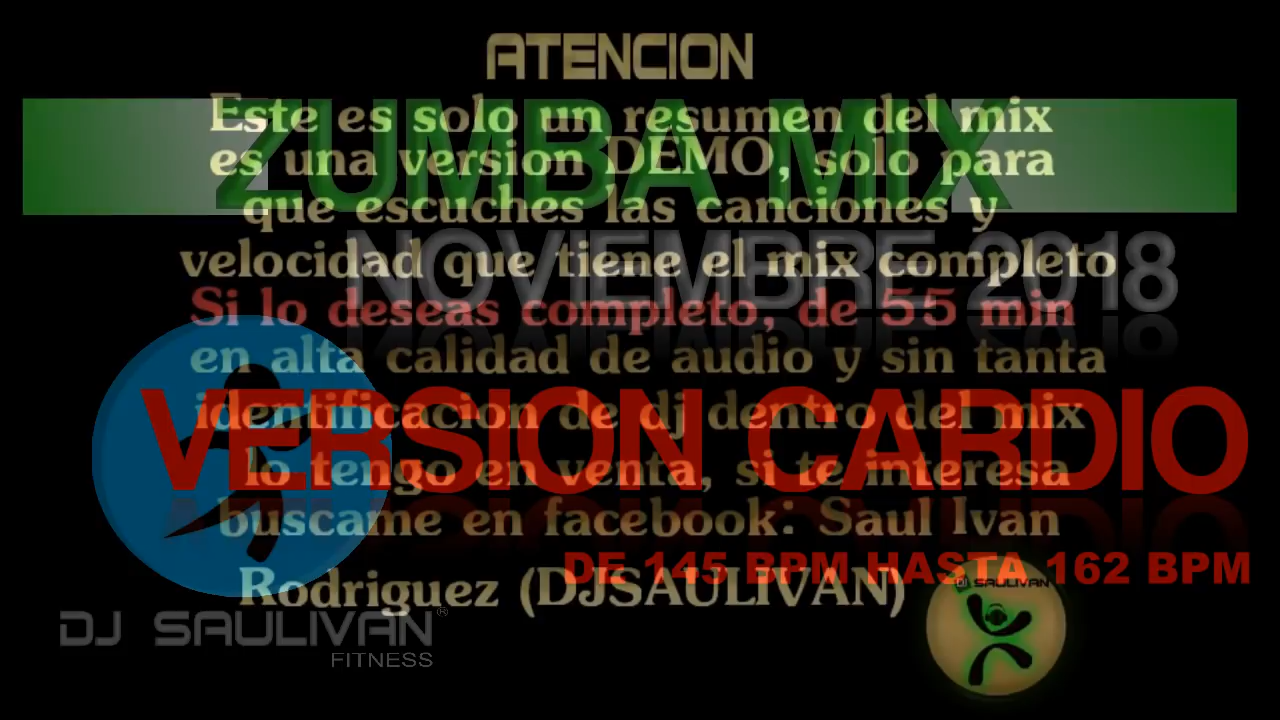 ATENCION
Este es solo un resumen del mix
es una version DEMO, solo para
que escuches las canciones y
velocidad que tiene el mix completo
Si lo deseas completo, de 55 min
en alta calidad de audio y sin tanta
identificacion de dj dentro del mix
lo tengo en venta, si te interesa
buscame en facebook: Saul Ivan
Rodriguez (DJSAULIVAN)
ZUMBA MIX
NOVIEMBRE 2018
VERSION CARDIO
DE 145 BPM HASTA 162 BPM
DJ SAULIVAN®
FITNESS
DJ SAULIVAN